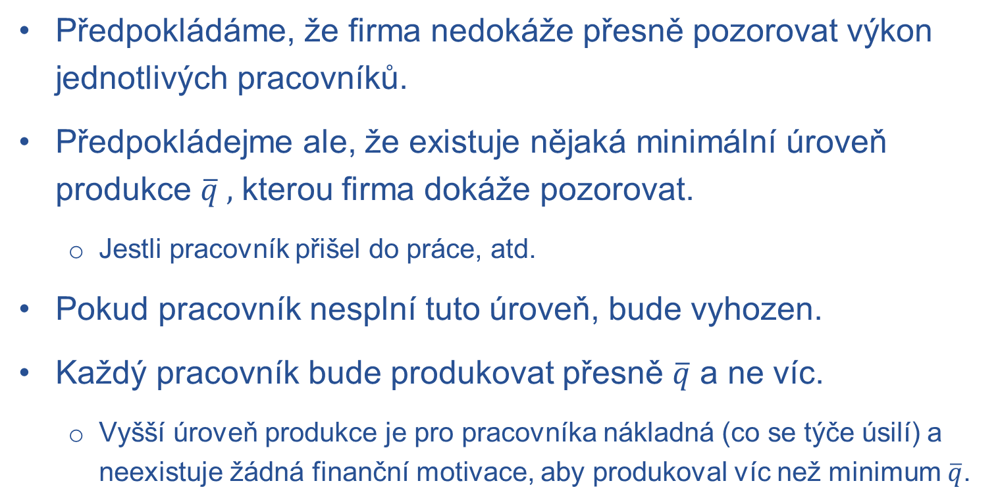 • Předpokládáme, že firma nedokáže přesně pozorovat výkon
jednotlivých pracovníků.
• Předpokládejme ale, že existuje nějaká minimální úroveň
produkce q̅ , kterou firma dokáže pozorovat.
o Jestli pracovník přišel do práce, atd.
• Pokud pracovník nesplní tuto úroveň, bude vyhozen.
• Každý pracovník bude produkovat přesně q̅ a ne víc.
o Vyšší úroveň produkce je pro pracovníka nákladná (co se týče úsilí) a
neexistuje žádná finanční motivace, aby produkoval víc než minimum q̅.